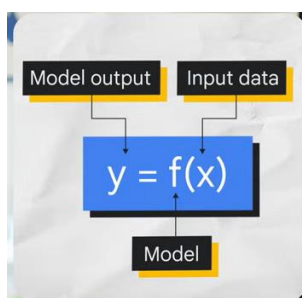 Model output
Input data
y = f(x)
Model